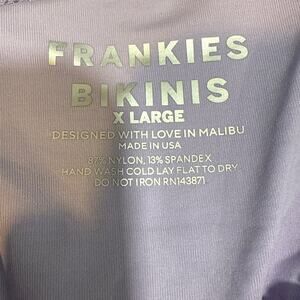 FRANKIES
BIKINIS
X LARGE
DESIGNED WITH LOVE IN MALIBU
MADE IN USA
87% NYLON, 13% SPANDEX
HAND WASH COLD LAY FLAT TO DRY
DO NOT IRON RN143871